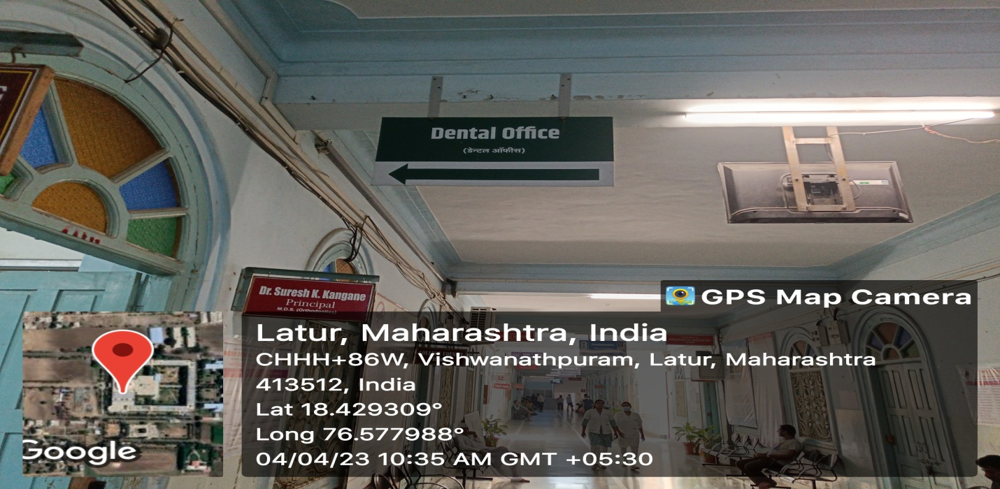 Dental Office
(डेन्टल ऑफीस)
Dr. Suresh K. Kangane
Principal
M.D.S. (Orthodontics)
GPS Map Camera
Latur, Maharashtra, India
CHHH+86W, Vishwanathpuram, Latur, Maharashtra
413512, India
Lat 18.429309°
Long 76.577988°
04/04/23 10:35 AM GMT +05:30
Google